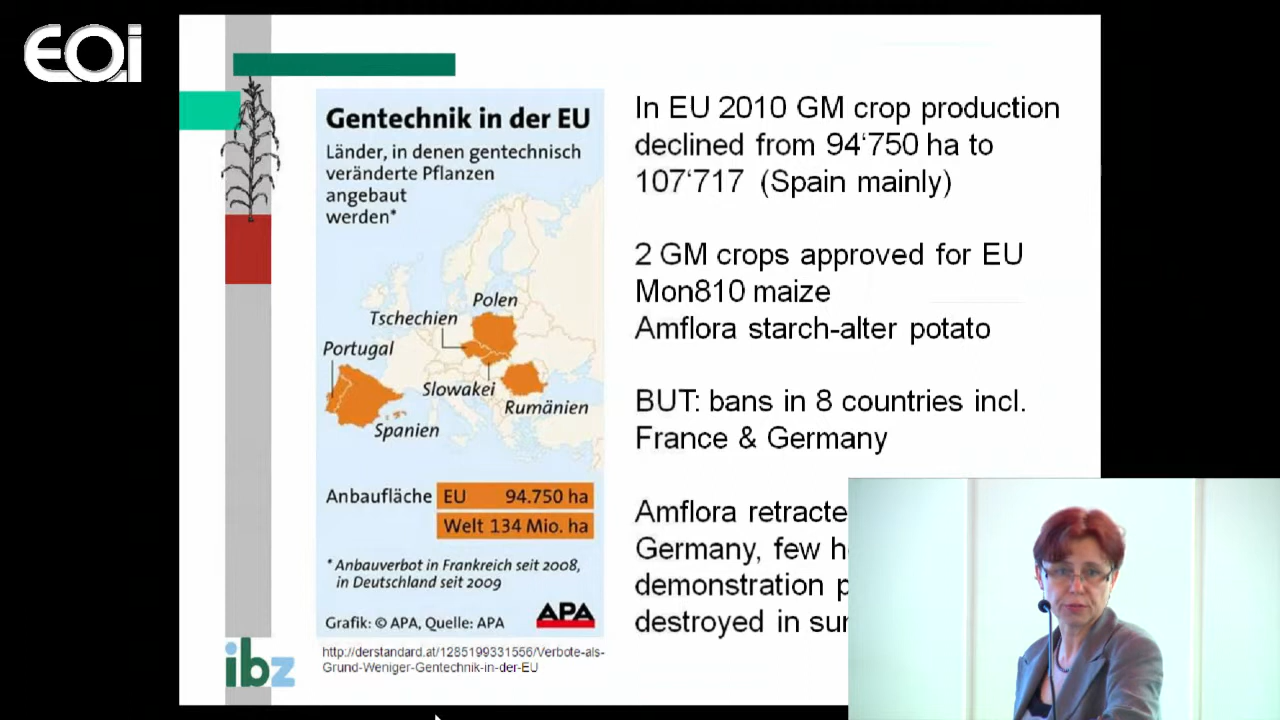 EOi
Gentechnik in der EU
Länder, in denen gentechnisch
veränderte Pflanzen
angebaut
werden*
Polen
Tschechien
Portugal
Slowakei
Rumänien
Spanien
Anbaufläche EU 94.750 ha
Welt 134 Mio. ha
* Anbauverbot in Frankreich seit 2008,
in Deutschland seit 2009
Grafik: © APA, Quelle: APA
APA
http://derstandard.at/1285199331556/Verbote-als-
Grund-Weniger-Gentechnik-in-der-EU
ibz
In EU 2010 GM crop production
declined from 94‘750 ha to
107‘717 (Spain mainly)
2 GM crops approved for EU
Mon810 maize
Amflora starch-alter potato
BUT: bans in 8 countries incl.
France & Germany
Amflora retracte
Germany, few h
demonstration p
destroyed in su